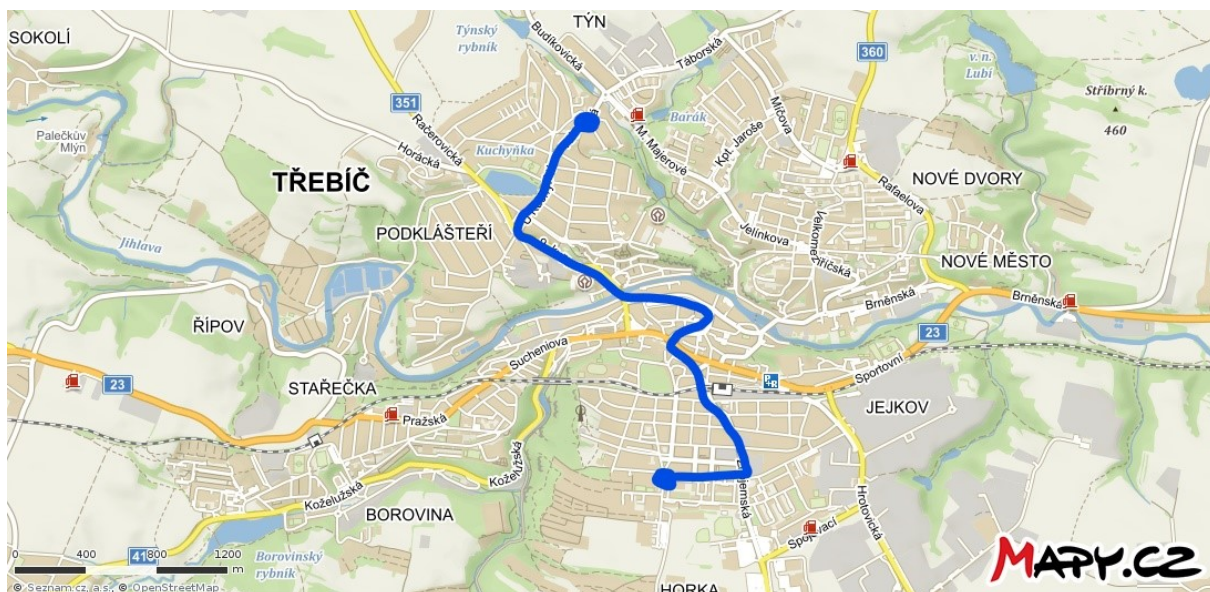 TÝN
SOKOLÍ
Týnský
rybník
Budíkovická
Táborská
360
v. n.
Lubí
Stříbrný k.
460
351
Račerovická
Palečkův
Mlýn
Horácká
Kuchyňka
Barák
M. Majerové
Kpt. Jaroše
Míčova
Rafaelova
NOVÉ DVORY
TŘEBÍČ
PODKLÁŠTEŘÍ
Jihlava
Jelínkova
NOVÉ MĚSTO
Brněnská
Brněnská
ŘÍPOV
23
Sucheniova
Sportovní
STAŘEČKA
23
P+R
JEJKOV
Pražská
Koželužská
Koželužská
BOROVINA
Hrotovická
Spojovací
Borovinský
rybník
0 400 800 1200
m
HORKA
MAPY.CZ
© Seznam.cz, a.s., © OpenStreetMap